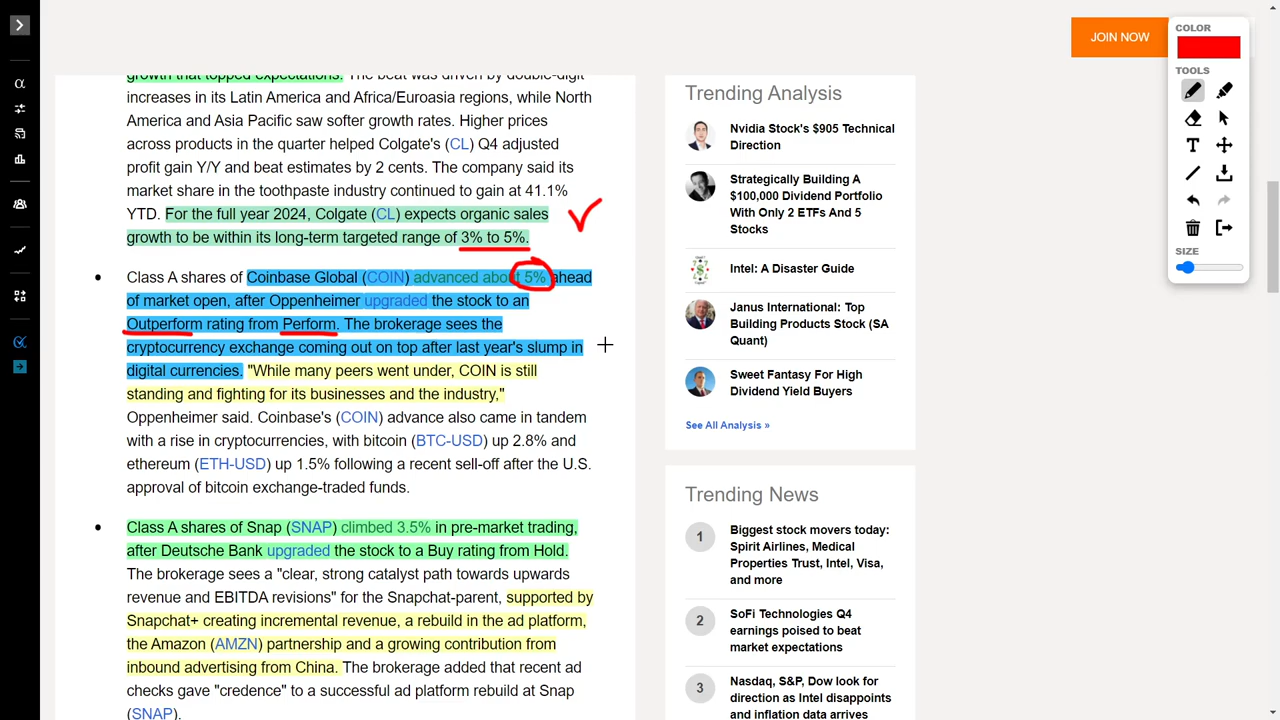 JOIN NOW
COLOR
TOOLS
SIZE
growth that topped expectations. The beat was driven by double-digit
increases in its Latin America and Africa/Euroasia regions, while North
America and Asia Pacific saw softer growth rates. Higher prices
across products in the quarter helped Colgate's (CL) Q4 adjusted
profit gain Y/Y and beat estimates by 2 cents. The company said its
market share in the toothpaste industry continued to gain at 41.1%
YTD. For the full year 2024, Colgate (CL) expects organic sales
growth to be within its long-term targeted range of 3% to 5%.
Class A shares of Coinbase Global (COIN) advanced about 5% ahead
of market open, after Oppenheimer upgraded the stock to an
Outperform rating from Perform. The brokerage sees the
cryptocurrency exchange coming out on top after last year's slump in
digital currencies. "While many peers went under, COIN is still
standing and fighting for its businesses and the industry,"
Oppenheimer said. Coinbase's (COIN) advance also came in tandem
with a rise in cryptocurrencies, with bitcoin (BTC-USD) up 2.8% and
ethereum (ETH-USD) up 1.5% following a recent sell-off after the U.S.
approval of bitcoin exchange-traded funds.
Class A shares of Snap (SNAP) climbed 3.5% in pre-market trading,
after Deutsche Bank upgraded the stock to a Buy rating from Hold.
The brokerage sees a "clear, strong catalyst path towards upwards
revenue and EBITDA revisions" for the Snapchat-parent, supported by
Snapchat+ creating incremental revenue, a rebuild in the ad platform,
the Amazon (AMZN) partnership and a growing contribution from
inbound advertising from China. The brokerage added that recent ad
checks gave "credence" to a successful ad platform rebuild at Snap
(SNAP).
Trending Analysis
Nvidia Stock's $905 Technical
Direction
Strategically Building A
$100,000 Dividend Portfolio
With Only 2 ETFs And 5
Stocks
Intel: A Disaster Guide
Janus International: Top
Building Products Stock (SA
Quant)
Sweet Fantasy For High
Dividend Yield Buyers
See All Analysis »
Trending News
1
Biggest stock movers today:
Spirit Airlines, Medical
Properties Trust, Intel, Visa,
and more
2
SoFi Technologies Q4
earnings poised to beat
market expectations
3
Nasdaq, S&P, Dow look for
direction as Intel disappoints
and inflation data arrives